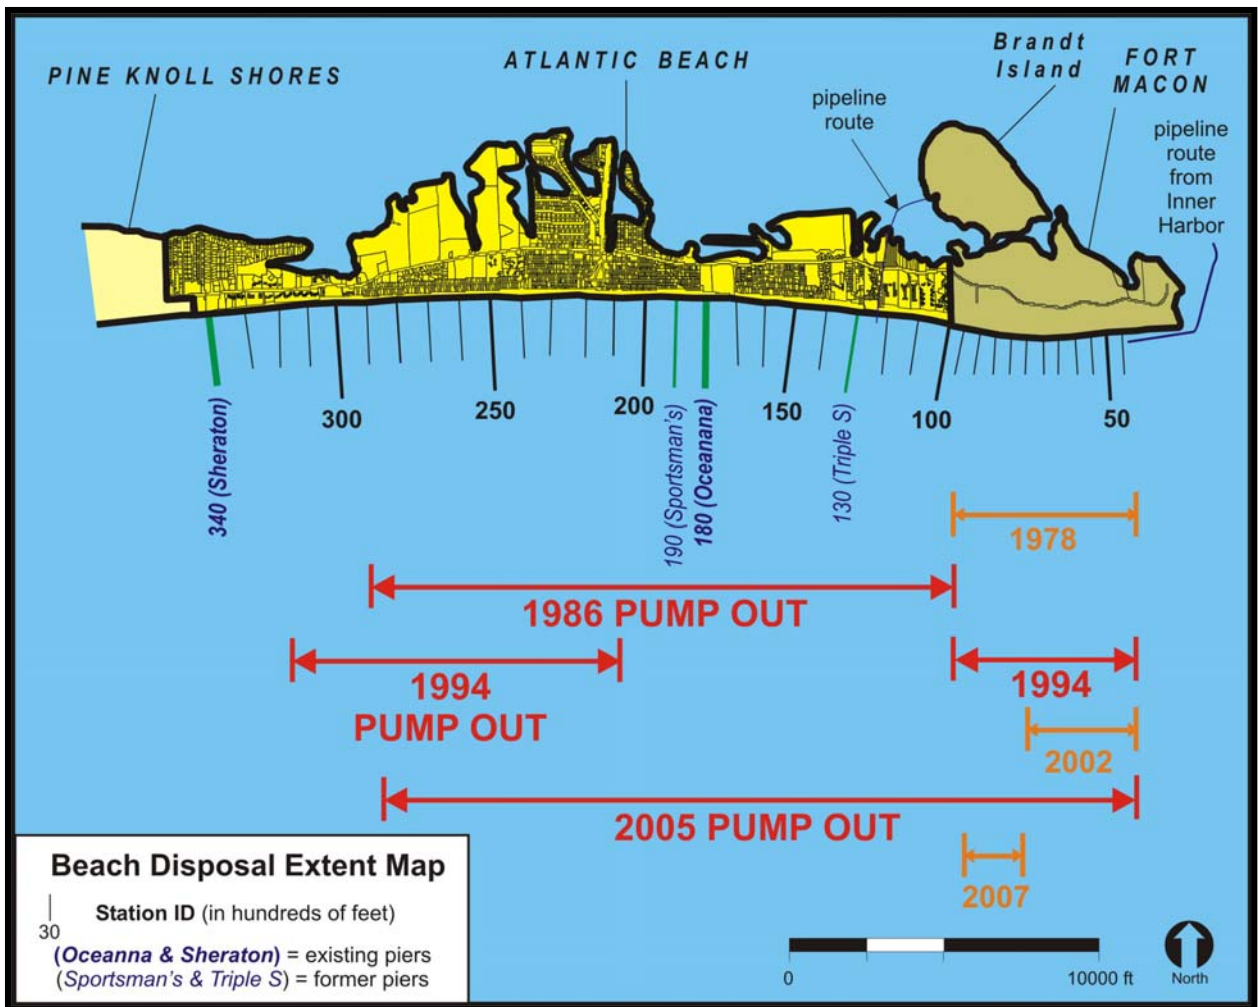 PINE KNOLL SHORES
ATLANTIC BEACH
Brandt
Island
FORT
MACON
pipeline
route
pipeline
route
from
Inner
Harbor
340 (Sheraton)
300
250
200
190 (Sportsman's)
180 (Oceanana)
150
130 (Triple S)
100
50
1978
1986 PUMP OUT
1994
PUMP OUT
1994
2002
2005 PUMP OUT
2007
Beach Disposal Extent Map
30
Station ID (in hundreds of feet)
(Oceanna & Sheraton) = existing piers
(Sportsman's & Triple S) = former piers
0
10000 ft
North